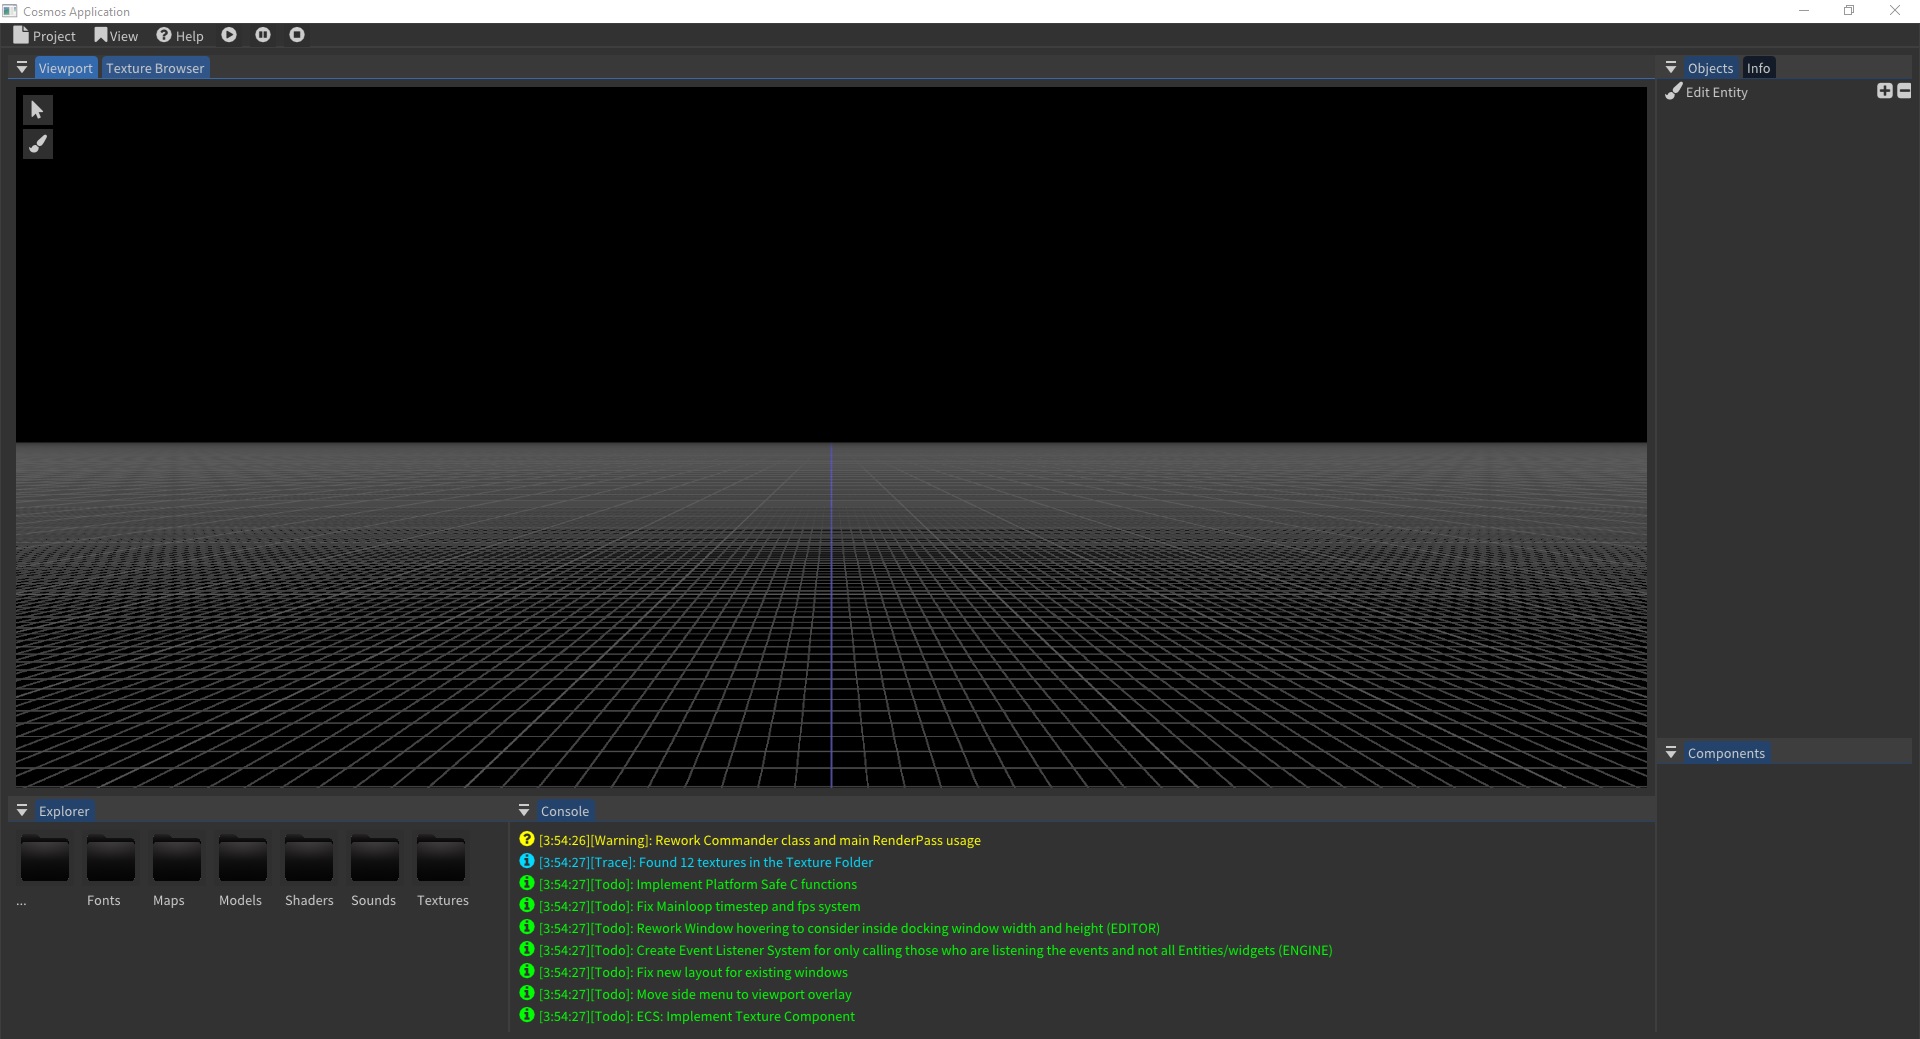 Cosmos Application
Project View Help
Viewport Texture Browser
Objects Info
Edit Entity
Components
Explorer
... Fonts Maps Models Shaders Sounds Textures
Console
[3:54:26][Warning]: Rework Commander class and main RenderPass usage
[3:54:27][Trace]: Found 12 textures in the Texture Folder
[3:54:27][Todo]: Implement Platform Safe C functions
[3:54:27][Todo]: Fix Mainloop timestep and fps system
[3:54:27][Todo]: Rework Window hovering to consider inside docking window width and height (EDITOR)
[3:54:27][Todo]: Create Event Listener System for only calling those who are listening the events and not all Entities/widgets (ENGINE)
[3:54:27][Todo]: Fix new layout for existing windows
[3:54:27][Todo]: Move side menu to viewport overlay
[3:54:27][Todo]: ECS: Implement Texture Component